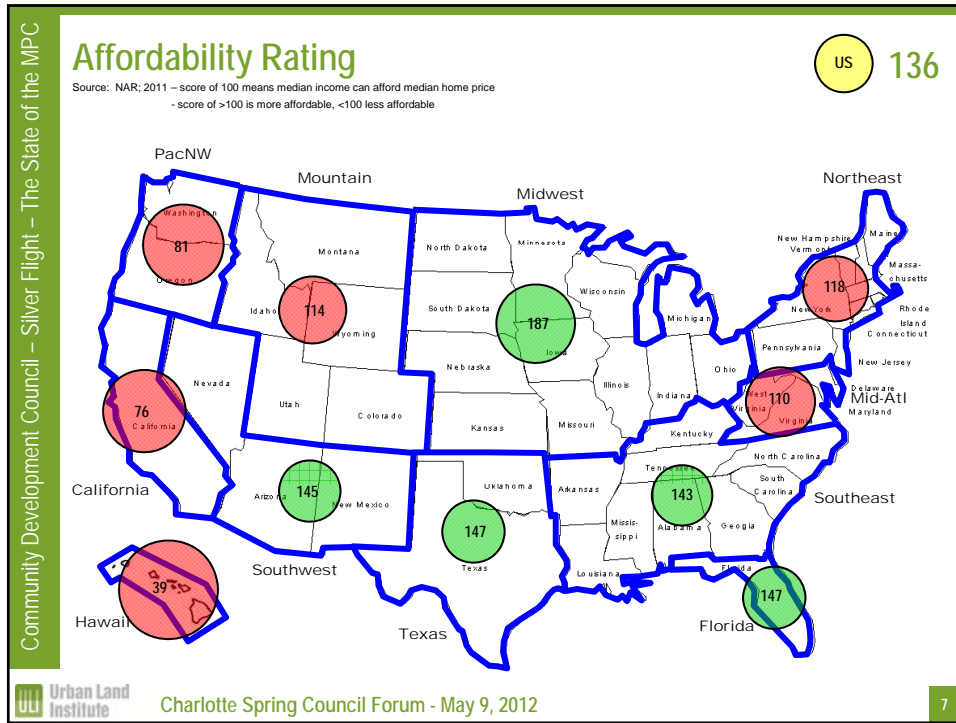 Community Development Council – Silver Flight – The State of the MPC
Affordability Rating
Source: NAR; 2011 – score of 100 means median income can afford median home price
- score of >100 is more affordable, <100 less affordable
US
136
PacNW
Mountain
Midwest
Northeast
Washington
81
Oregon
Montana
Idaho
114
Wyoming
North Dakota
Minnesota
South Dakota
Wisconsin
Michigan
187
Iowa
Nebraska
New Hampshire
Vermont
Maine
Massa-
chusetts
118
New York
Rhode
Island
Connecticut
Pennsylvania
New Jersey
Nevada
Utah
Colorado
Kansas
Missouri
Illinois
Indiana
Ohio
Delaware
Mid-Atl
Maryland
West
Virginia
110
Virginia
Kentucky
76
California
California
North Carolina
Tennessee
South
Carolina
Southeast
145
Arizona
New Mexico
Southwest
Oklahoma
147
Texas
Texas
Arkansas
Missis-
sippi
143
Alabama
Geogia
Louisiana
Florida
147
Florida
39
Hawaii
ULI Urban Land
Institute
Charlotte Spring Council Forum - May 9, 2012
7